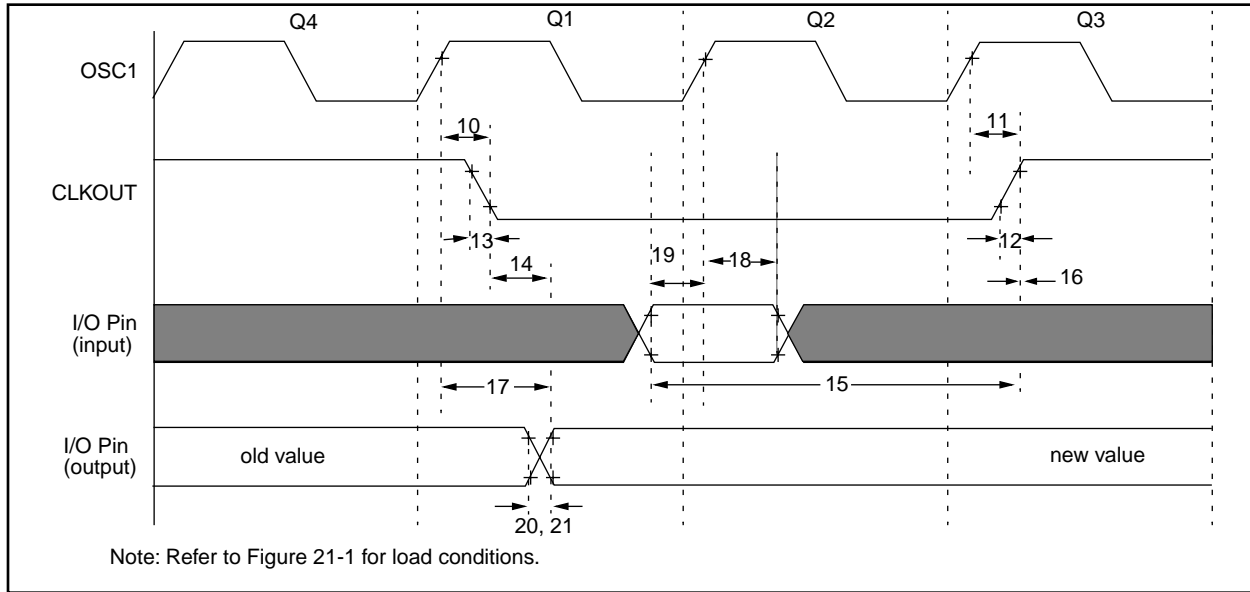 Q4
Q1
Q2
Q3
OSC1
10
11
CLKOUT
13
12
14
19
18
16
I/O Pin
(input)
17
15
I/O Pin
(output)
old value
new value
20, 21
Note: Refer to Figure 21-1 for load conditions.